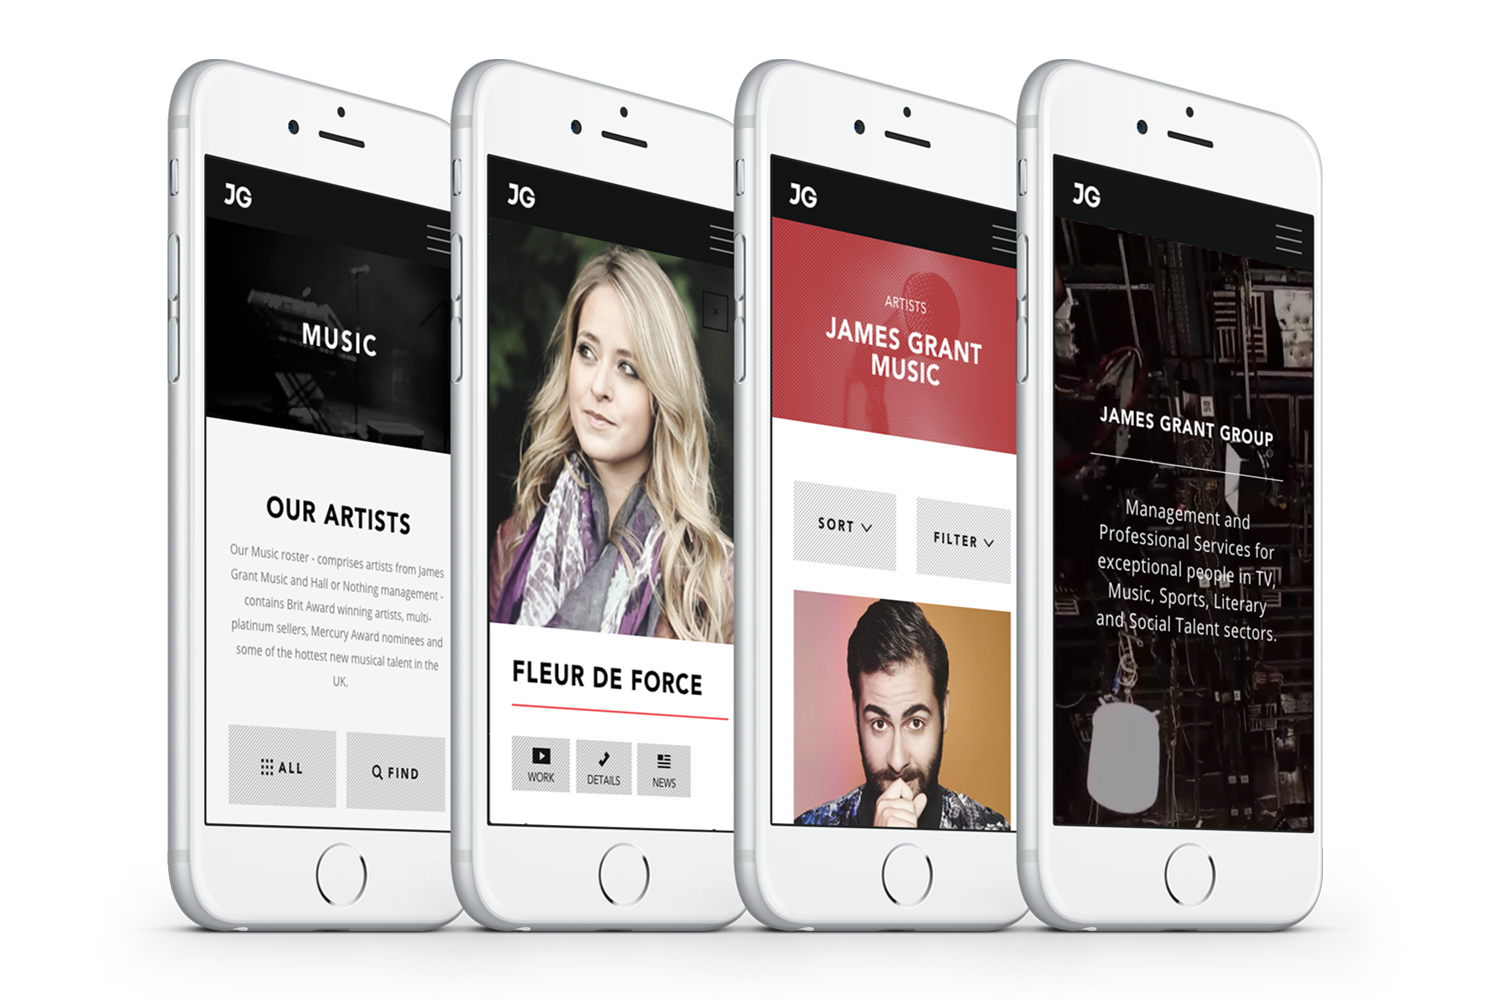 JG
MUSIC
OUR ARTISTS
Our Music roster - comprises artists from James
Grant Music and Hall or Nothing management -
contains Brit Award winning artists, multi-
platinum sellers, Mercury Award nominees and
some of the hottest new musical talent in the
UK.
ALL
FIND
JG
FLEUR DE FORCE
WORK
DETAILS
NEWS
JG
ARTISTS
JAMES GRANT
MUSIC
SORT
FILTER
JG
JAMES GRANT GROUP
Management and
Professional Services for
exceptional people in TV,
Music, Sports, Literary
and Social Talent sectors.